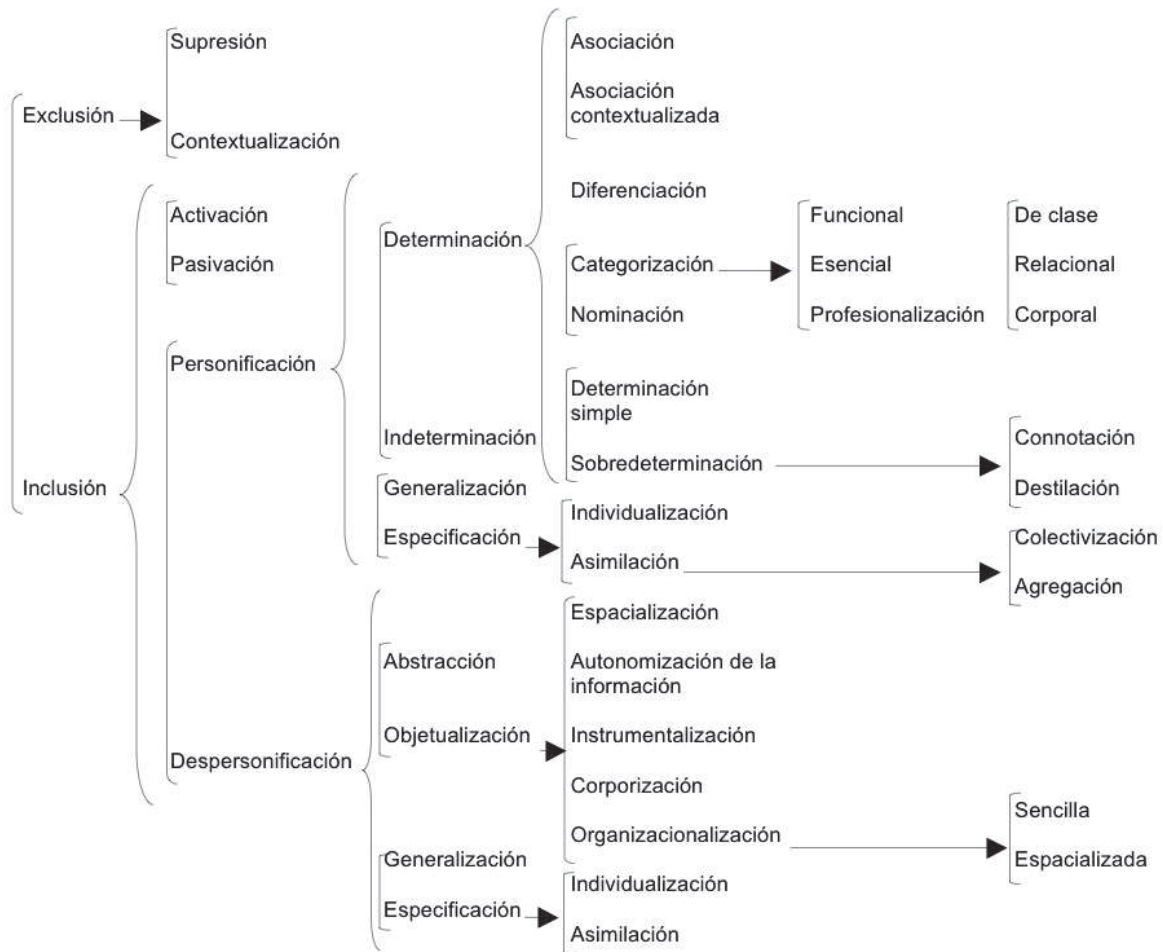 Supresión
Asociación
Exclusión
Asociación
contextualizada
Contextualización
Diferenciación
Activación
Funcional
De clase
Determinación
Pasivación
Categorización
Esencial
Relacional
Nominación
Profesionalización
Corporal
Personificación
Determinación
simple
Indeterminación
Connotación
Sobredeterminación
Inclusión
Generalización
Destilación
Individualización
Especificación
Colectivización
Asimilación
Agregación
Espacialización
Abstracción
Autonomización de la
información
Objetualización
Instrumentalización
Despersonificación
Corporización
Sencilla
Organizacionalización
Generalización
Espacializada
Individualización
Especificación
Asimilación